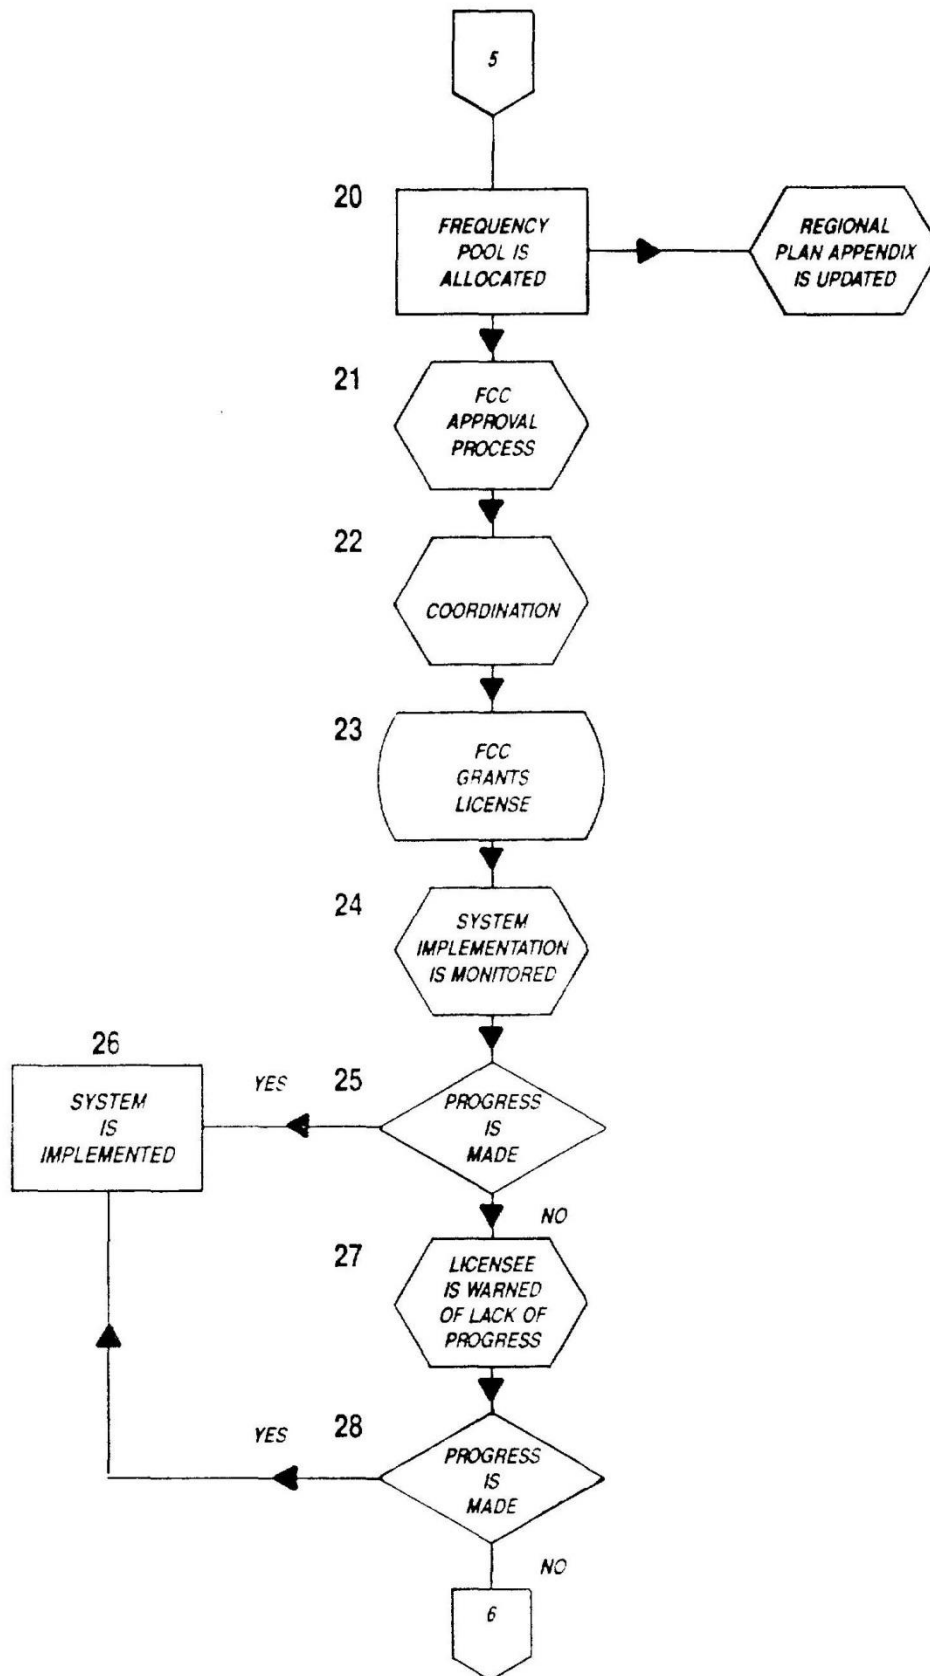 5
20
FREQUENCY
POOL IS
ALLOCATED
REGIONAL
PLAN APPENDIX
IS UPDATED
21
FCC
APPROVAL
PROCESS
22
COORDINATION
23
FCC
GRANTS
LICENSE
24
SYSTEM
IMPLEMENTATION
IS MONITORED
26
SYSTEM
IS
IMPLEMENTED
YES
25
PROGRESS
IS
MADE
NO
27
LICENSEE
IS WARNED
OF LACK OF
PROGRESS
YES
28
PROGRESS
IS
MADE
NO
6